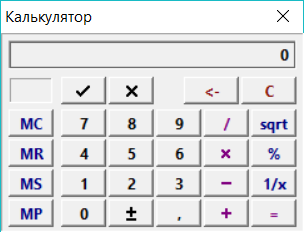 Калькулятор
0
✓ × <- C
MC 7 8 9 / sqrt
MR 4 5 6 × %
MS 1 2 3 − 1/x
MP 0 ± , + =